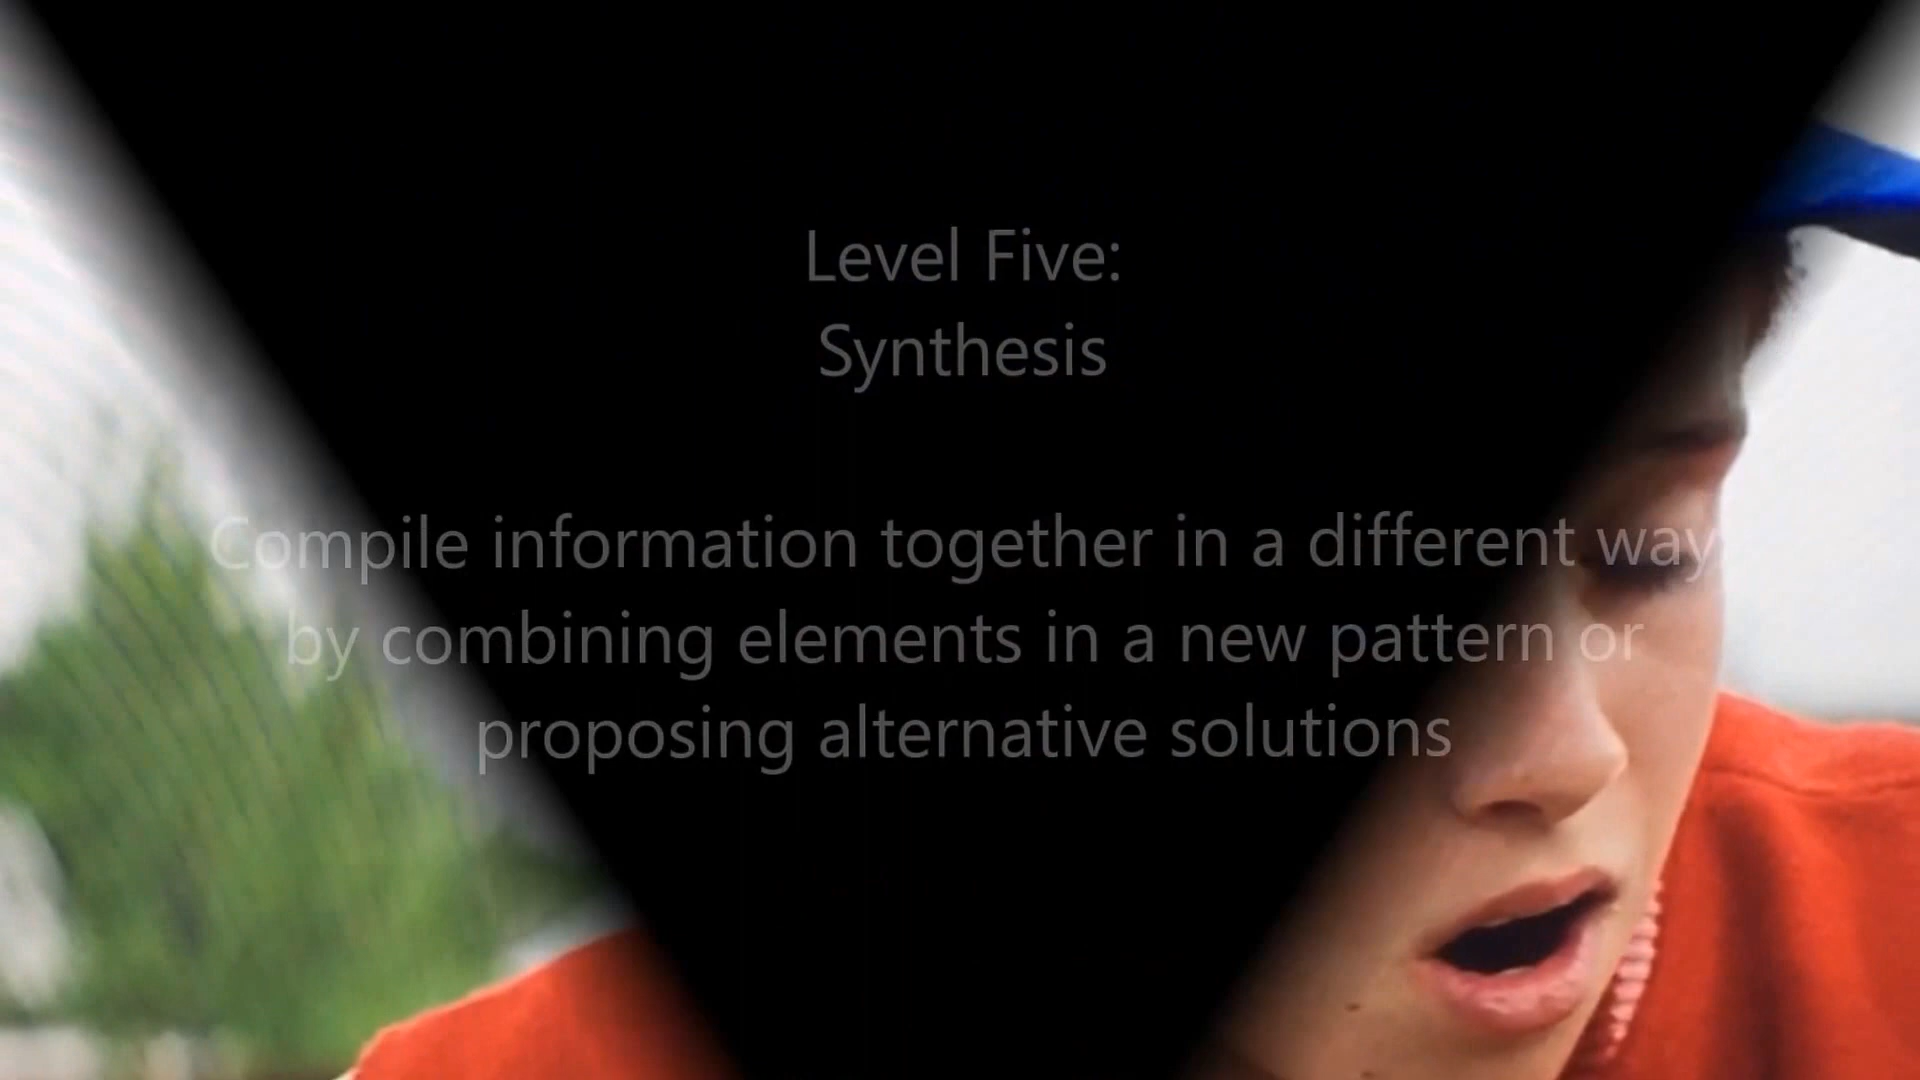 Level Five:
Synthesis
Compile information together in a different way
by combining elements in a new pattern or
proposing alternative solutions